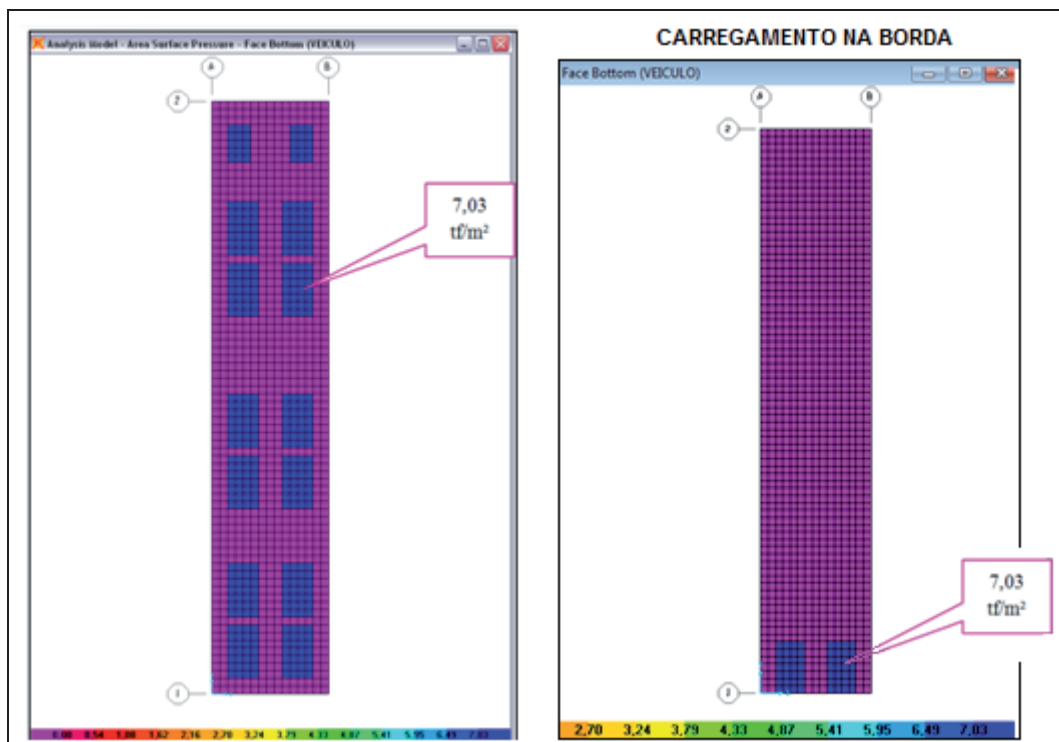 Analysis Model - Area Surface Pressure - Face Bottom (VEICULO)
A
B
2
7,03
tf/m²
1
0,00 0,54 1,08 1,62 2,16 2,70 3,24 3,79 4,33 4,87 5,41 5,95 6,49 7,03
CARREGAMENTO NA BORDA
Face Bottom (VEICULO)
A
B
2
7,03
tf/m²
1
2,70 3,24 3,79 4,33 4,87 5,41 5,95 6,49 7,03